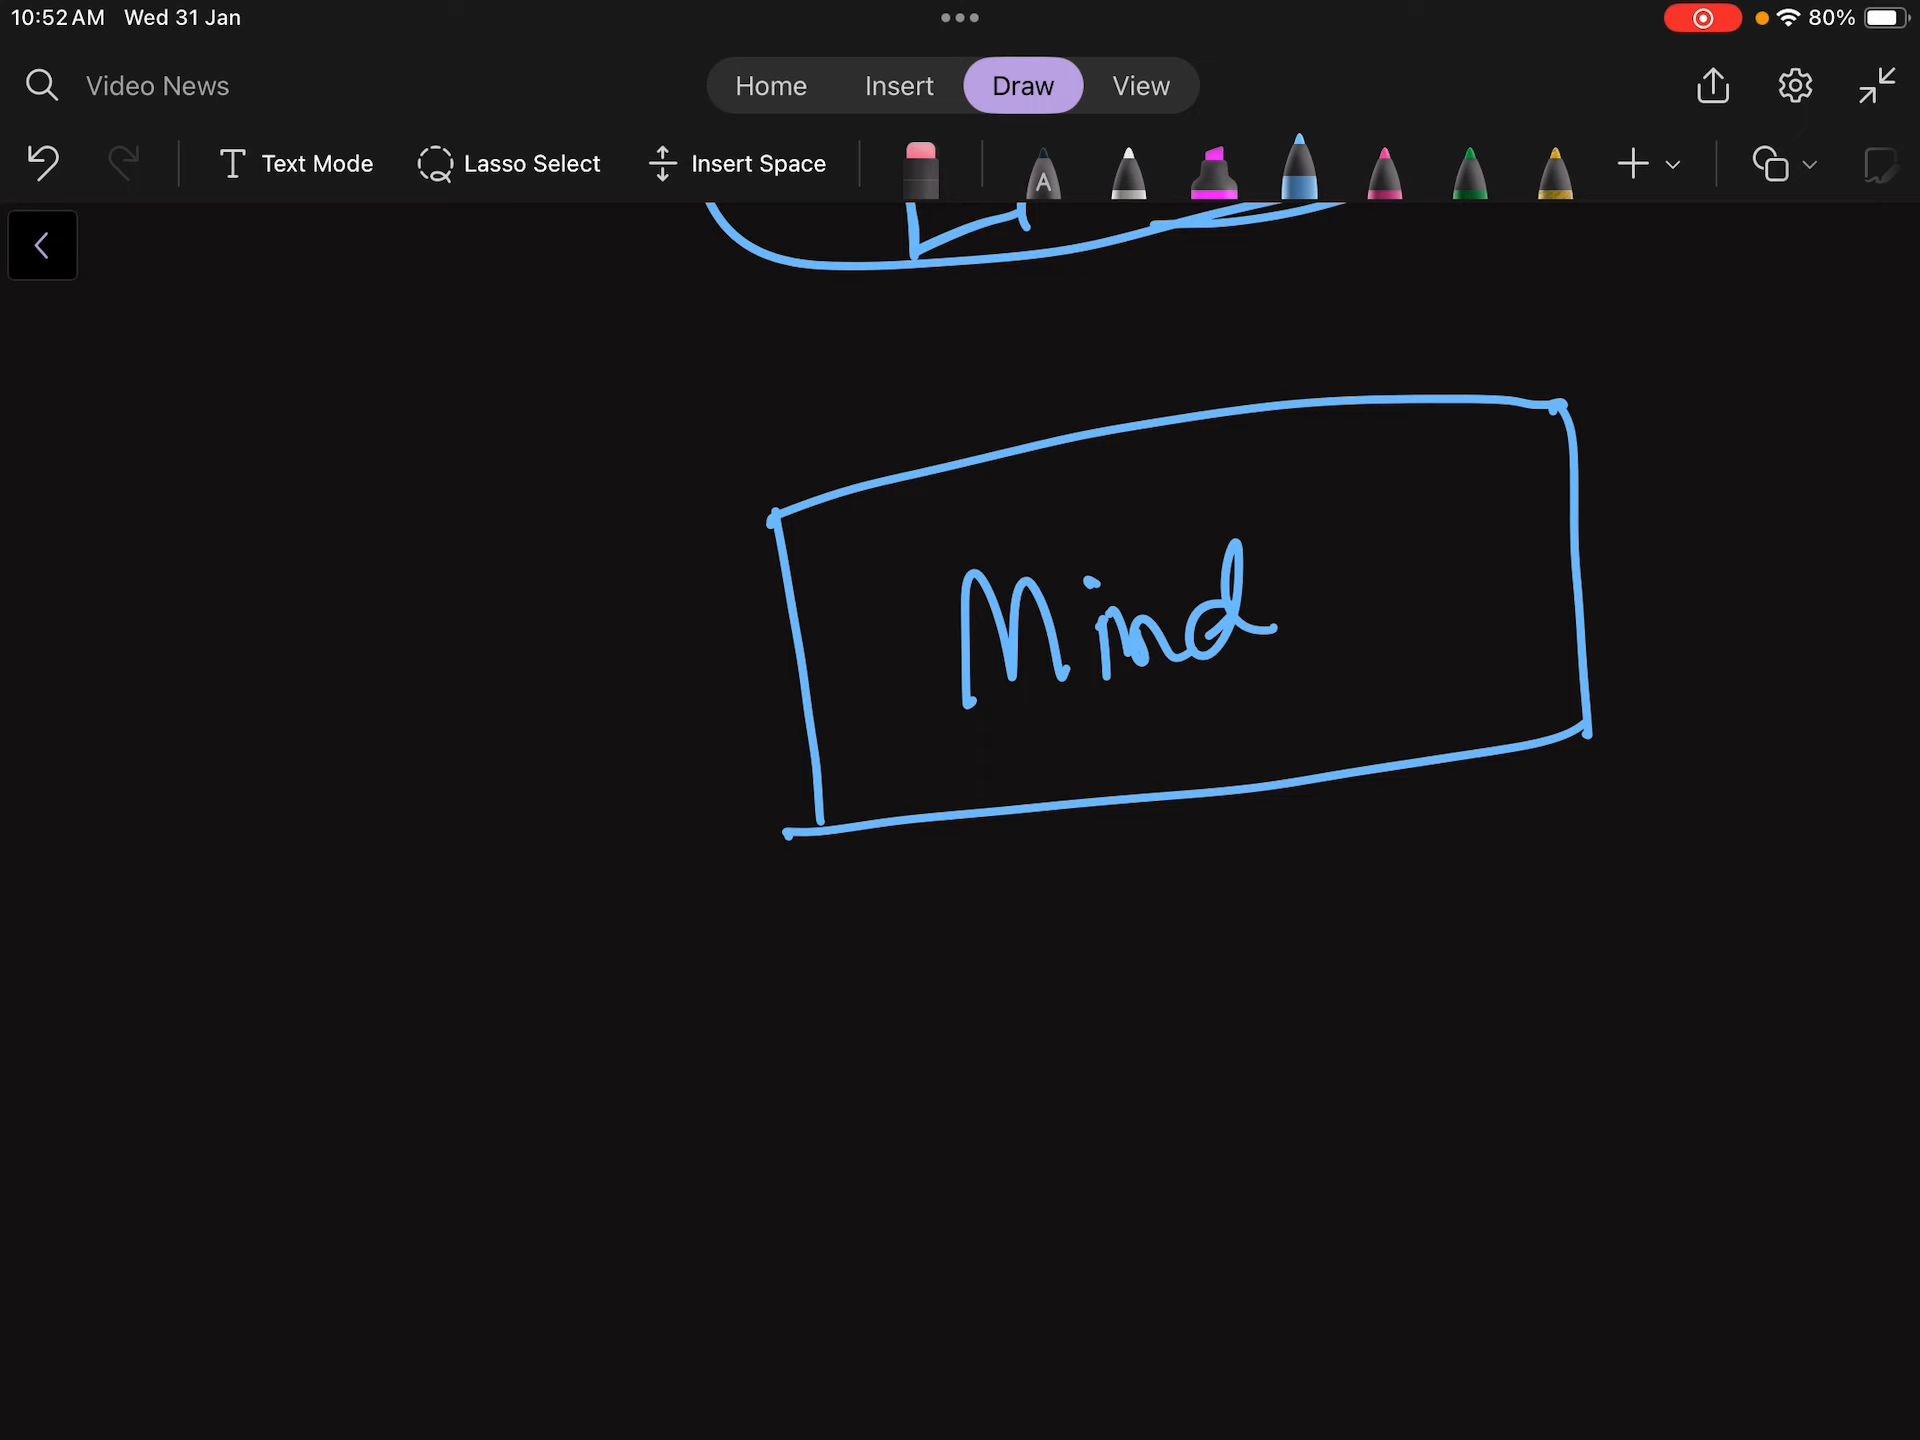 10:52 AM Wed 31 Jan 80%
Video News Home Insert Draw View
Text Mode Lasso Select Insert Space A
Mind